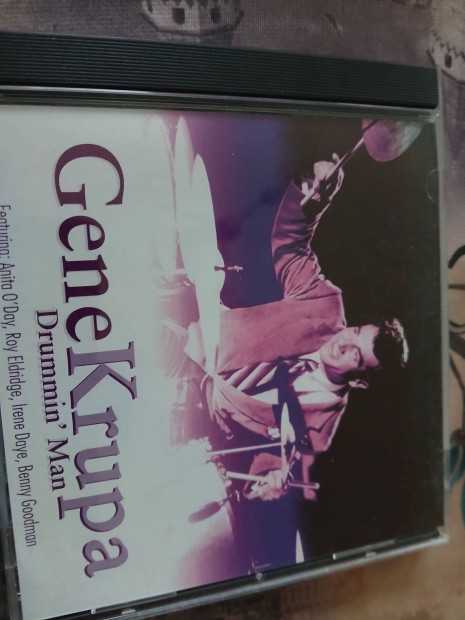 Gene Krupa
Drummin' Man
Featuring: Anita O'Day, Roy Eldridge, Irene Daye, Benny Goodman